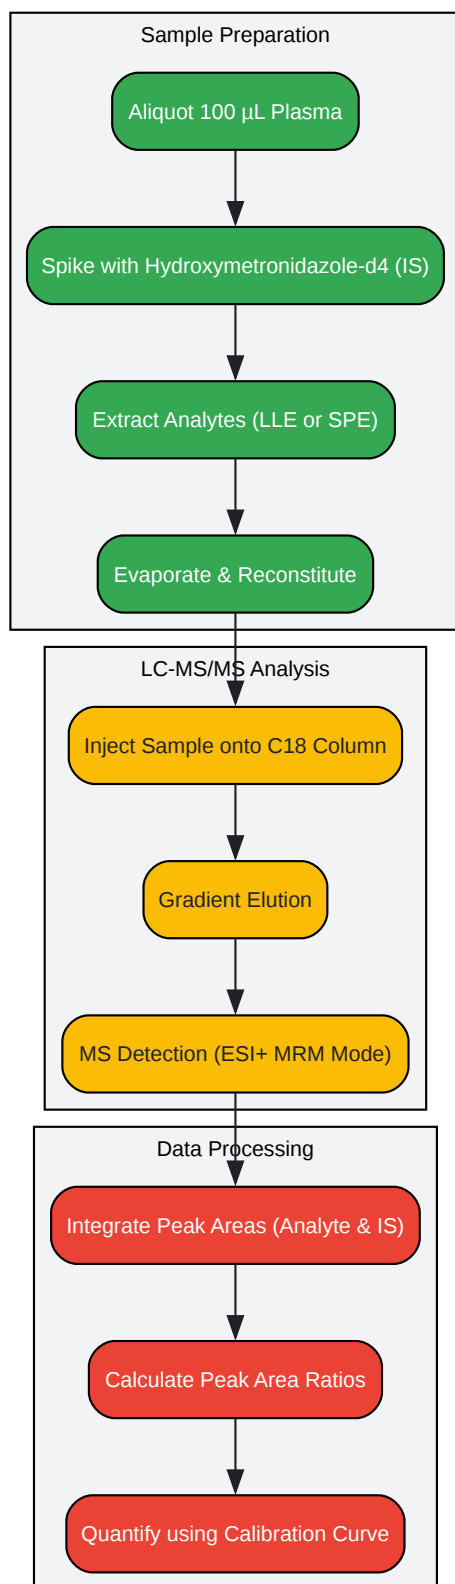 Sample Preparation
Aliquot 100 µL Plasma
Spike with Hydroxymetronidazole-d4 (IS)
Extract Analytes (LLE or SPE)
Evaporate & Reconstitute
LC-MS/MS Analysis
Inject Sample onto C18 Column
Gradient Elution
MS Detection (ESI+ MRM Mode)
Data Processing
Integrate Peak Areas (Analyte & IS)
Calculate Peak Area Ratios
Quantify using Calibration Curve